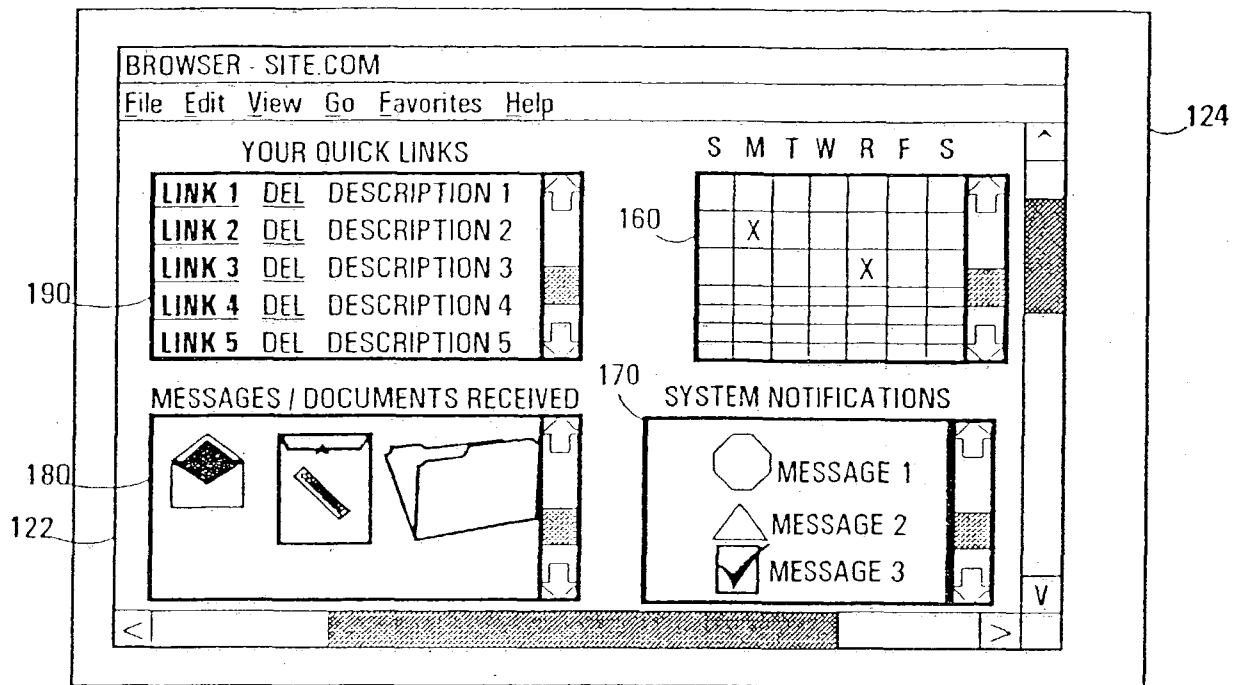 BROWSER - SITE.COM
File Edit View Go Favorites Help
124
YOUR QUICK LINKS
LINK 1 DEL DESCRIPTION 1
LINK 2 DEL DESCRIPTION 2
LINK 3 DEL DESCRIPTION 3
LINK 4 DEL DESCRIPTION 4
LINK 5 DEL DESCRIPTION 5
190
S M T W R F S
160
X
X
MESSAGES / DOCUMENTS RECEIVED
180
122
170
SYSTEM NOTIFICATIONS
MESSAGE 1
MESSAGE 2
MESSAGE 3
^
V
<
>